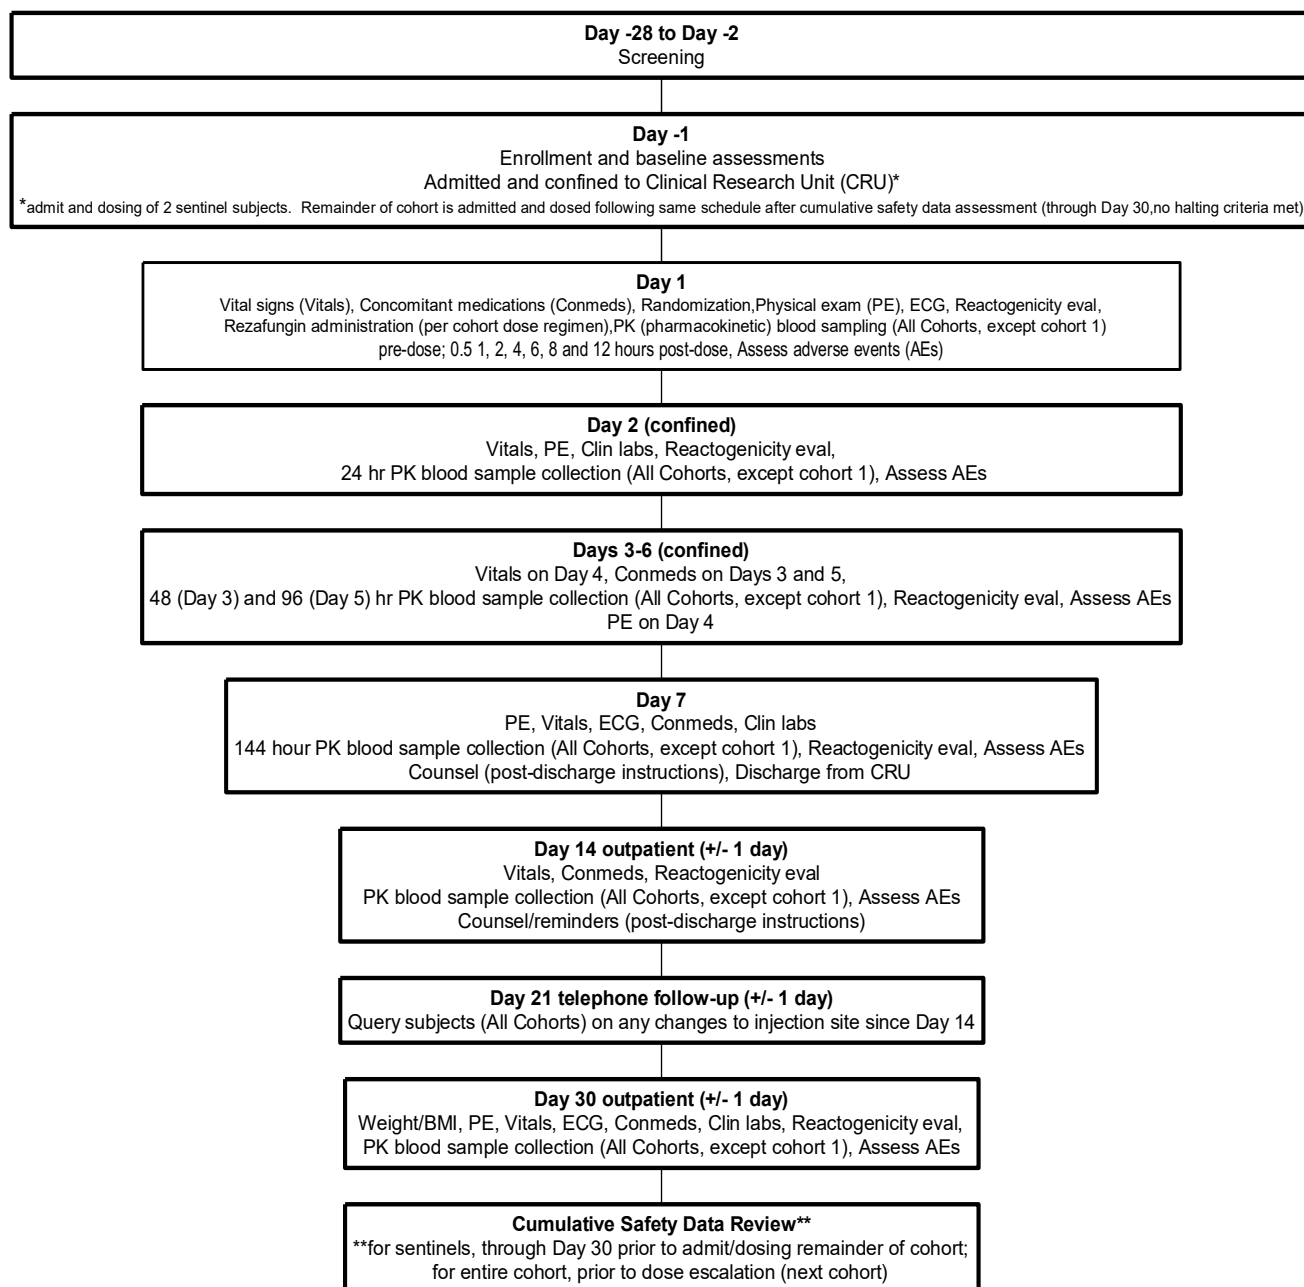 Day -28 to Day -2
Screening
Day -1
Enrollment and baseline assessments
Admitted and confined to Clinical Research Unit (CRU)*
*admit and dosing of 2 sentinel subjects. Remainder of cohort is admitted and dosed following same schedule after cumulative safety data assessment (through Day 30,no halting criteria met)
Day 1
Vital signs (Vitals), Concomitant medications (Conmeds), Randomization,Physical exam (PE), ECG, Reactogenicity eval,
Rezafungin administration (per cohort dose regimen),PK (pharmacokinetic) blood sampling (All Cohorts, except cohort 1)
pre-dose; 0.5 1, 2, 4, 6, 8 and 12 hours post-dose, Assess adverse events (AEs)
Day 2 (confined)
Vitals, PE, Clin labs, Reactogenicity eval,
24 hr PK blood sample collection (All Cohorts, except cohort 1), Assess AEs
Days 3-6 (confined)
Vitals on Day 4, Conmeds on Days 3 and 5,
48 (Day 3) and 96 (Day 5) hr PK blood sample collection (All Cohorts, except cohort 1), Reactogenicity eval, Assess AEs
PE on Day 4
Day 7
PE, Vitals, ECG, Conmeds, Clin labs
144 hour PK blood sample collection (All Cohorts, except cohort 1), Reactogenicity eval, Assess AEs
Counsel (post-discharge instructions), Discharge from CRU
Day 14 outpatient (+/- 1 day)
Vitals, Conmeds, Reactogenicity eval
PK blood sample collection (All Cohorts, except cohort 1), Assess AEs
Counsel/reminders (post-discharge instructions)
Day 21 telephone follow-up (+/- 1 day)
Query subjects (All Cohorts) on any changes to injection site since Day 14
Day 30 outpatient (+/- 1 day)
Weight/BMI, PE, Vitals, ECG, Conmeds, Clin labs, Reactogenicity eval,
PK blood sample collection (All Cohorts, except cohort 1), Assess AEs
Cumulative Safety Data Review**
**for sentinels, through Day 30 prior to admit/dosing remainder of cohort;
for entire cohort, prior to dose escalation (next cohort)